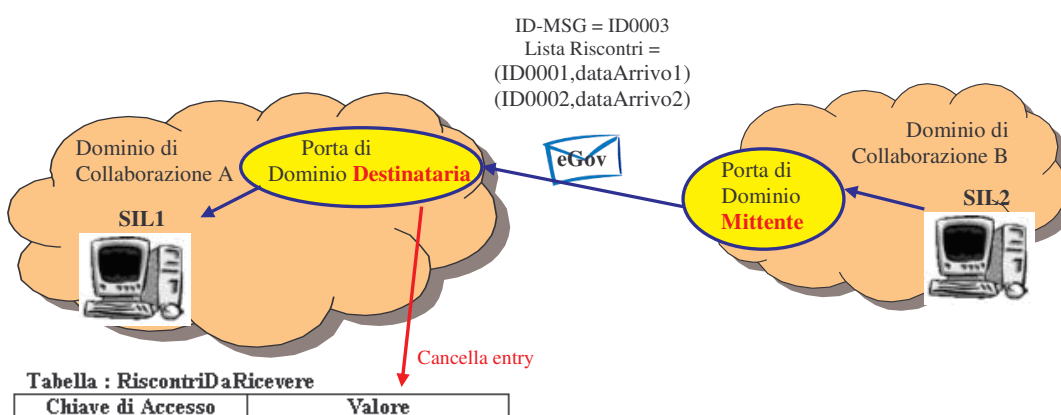 ID-MSG = ID0003
Lista Riscontri =
(ID0001,dataArrivo1)
(ID0002,dataArrivo2)
Dominio di
Collaborazione A
Porta di
Dominio Destinataria
SIL1
eGov
Porta di
Dominio
Mittente
Dominio di
Collaborazione B
SIL2
Cancella entry
Tabella : RiscontriDaRicevere
Chiave di Accesso
Valore